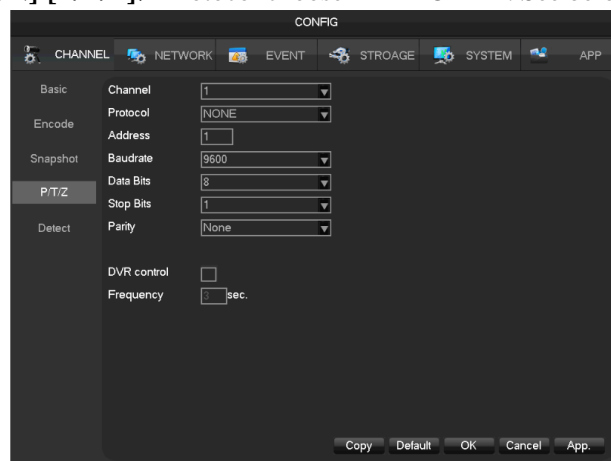 CONFIG
CHANNEL NETWORK EVENT STROAGE SYSTEM APP
Basic
Encode
Snapshot
P/T/Z
Detect
Channel 1
Protocol NONE
Address 1
Baudrate 9600
Data Bits 8
Stop Bits 1
Parity None
DVR control
Frequency 3 sec.
Copy Default OK Cancel App.